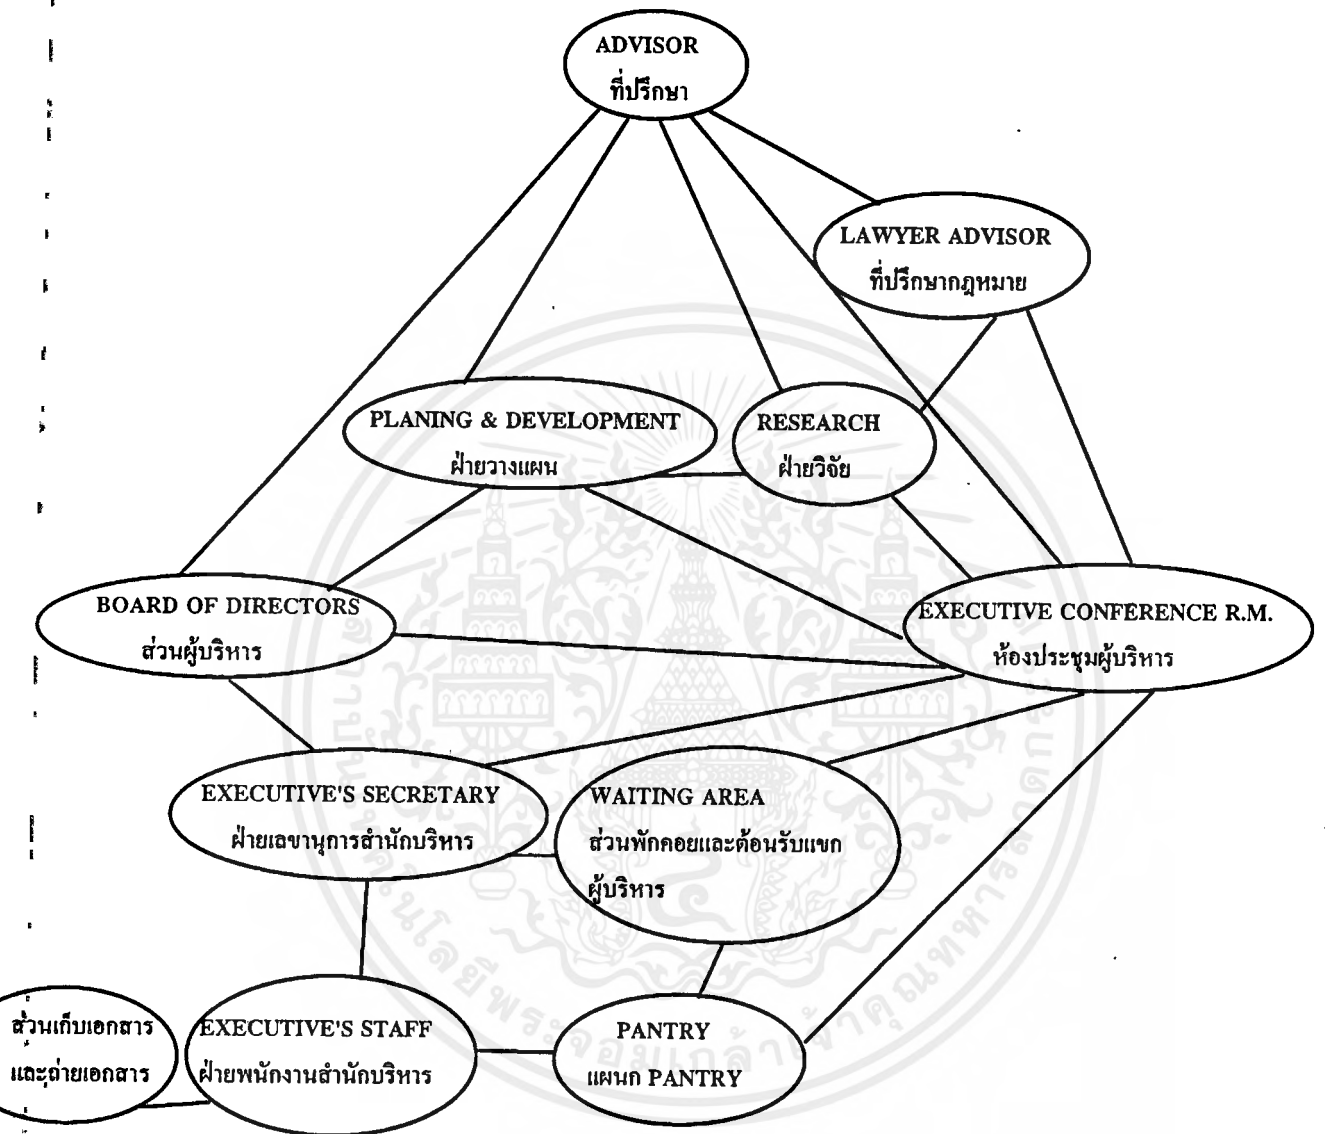 ADVISOR
ที่ปรึกษา
LAWYER ADVISOR
ที่ปรึกษากฎหมาย
PLANING & DEVELOPMENT
ฝ่ายวางแผน
RESEARCH
ฝ่ายวิจัย
BOARD OF DIRECTORS
ส่วนผู้บริหาร
EXECUTIVE CONFERENCE R.M.
ห้องประชุมผู้บริหาร
EXECUTIVE'S SECRETARY
ฝ่ายเลขานุการสำนักบริหาร
WAITING AREA
ส่วนพักคอยและต้อนรับแขก
ผู้บริหาร
ส่วนเก็บเอกสาร
และถ่ายเอกสาร
EXECUTIVE'S STAFF
ฝ่ายพนักงานสำนักบริหาร
PANTRY
แผนก PANTRY